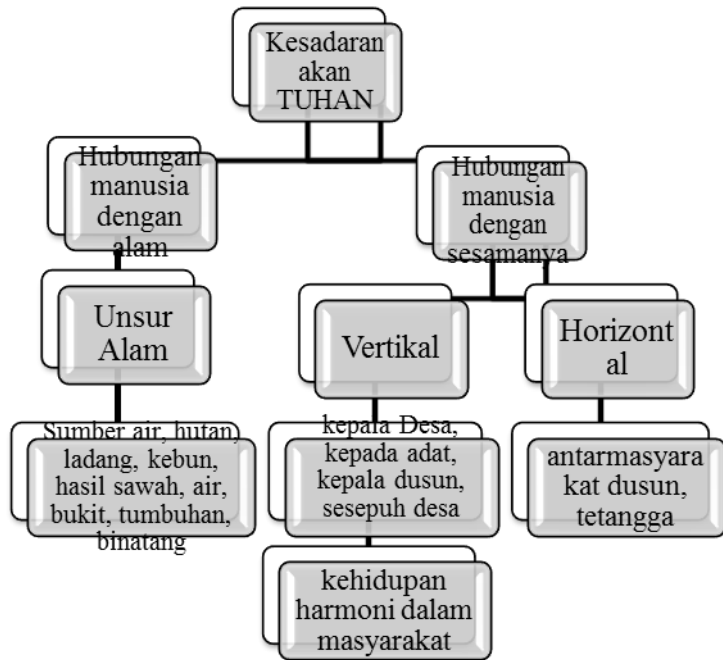 Kesadaran
akan
TUHAN
Hubungan
manusia
dengan
alam
Hubungan
manusia
dengan
sesamanya
Unsur
Alam
Vertikal
Horizont
al
Sumber air, hutan,
ladang, kebun,
hasil sawah, air,
bukit, tumbuhan,
binatang
kepala Desa,
kepada adat,
kepala dusun,
sesepuh desa
antarmasyara
kat dusun,
tetangga
kehidupan
harmoni dalam
masyarakat